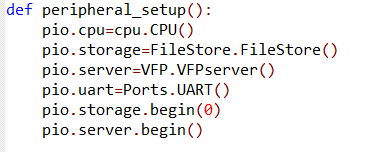 def peripheral_setup():
    pio.cpu=cpu.CPU()
    pio.storage=FileStore.FileStore()
    pio.server=VFP.VFPserver()
    pio.uart=Ports.UART()
    pio.storage.begin(0)
    pio.server.begin()